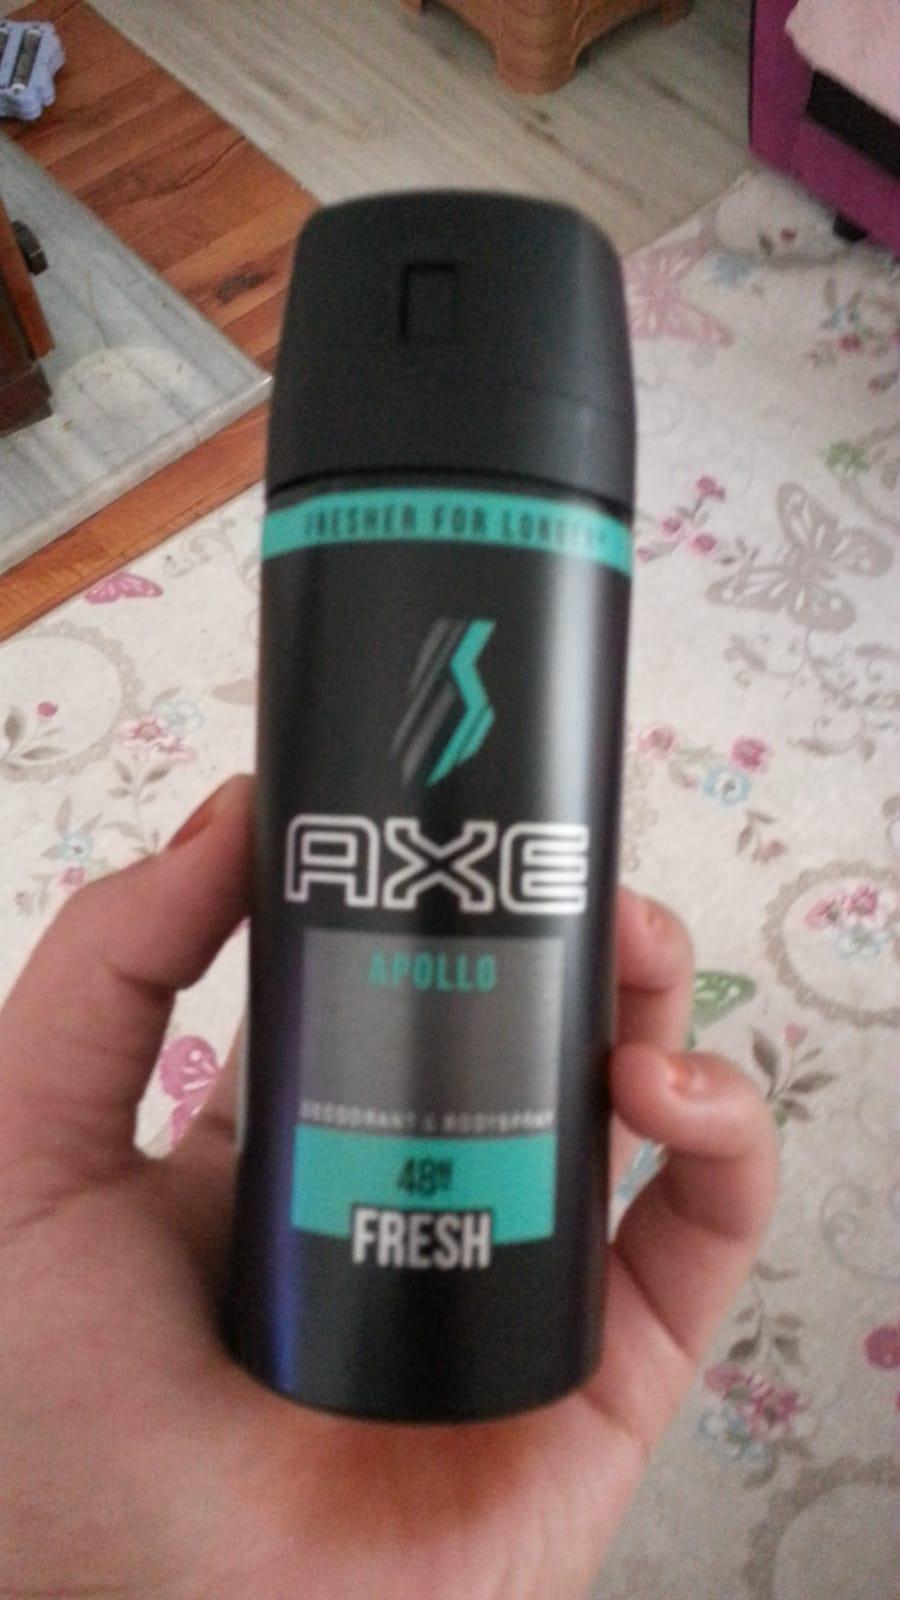 FRESHER FOR LONGER
AXE
APOLLO
DEODORANT & BODYSPRAY
48H
FRESH